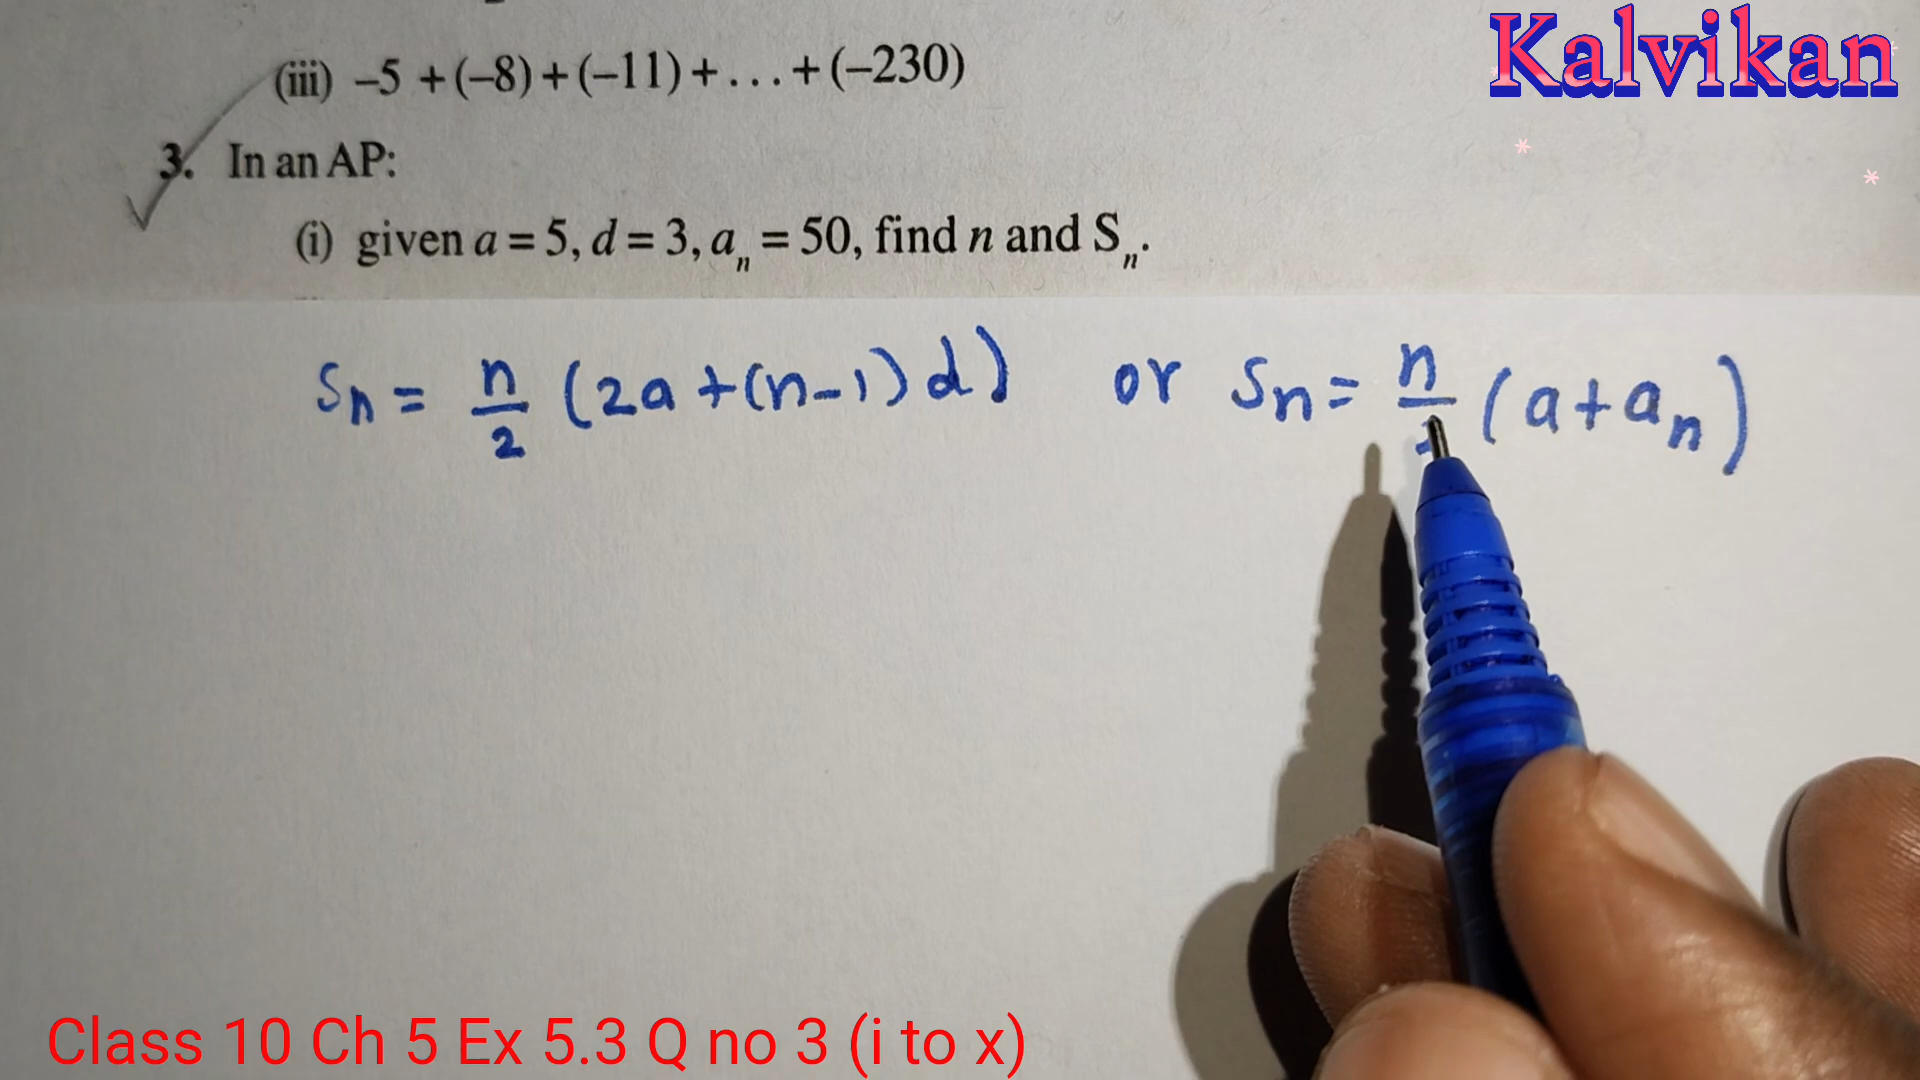 Kalvikan
(iii) –5 + (–8) + (–11) + . . . + (–230)
3. In an AP:
(i) given a = 5, d = 3, aₙ = 50, find n and Sₙ.
Sn = n/2 (2a + (n-1) d) or Sn = n/2 (a + aₙ)
Class 10 Ch 5 Ex 5.3 Q no 3 (i to x)